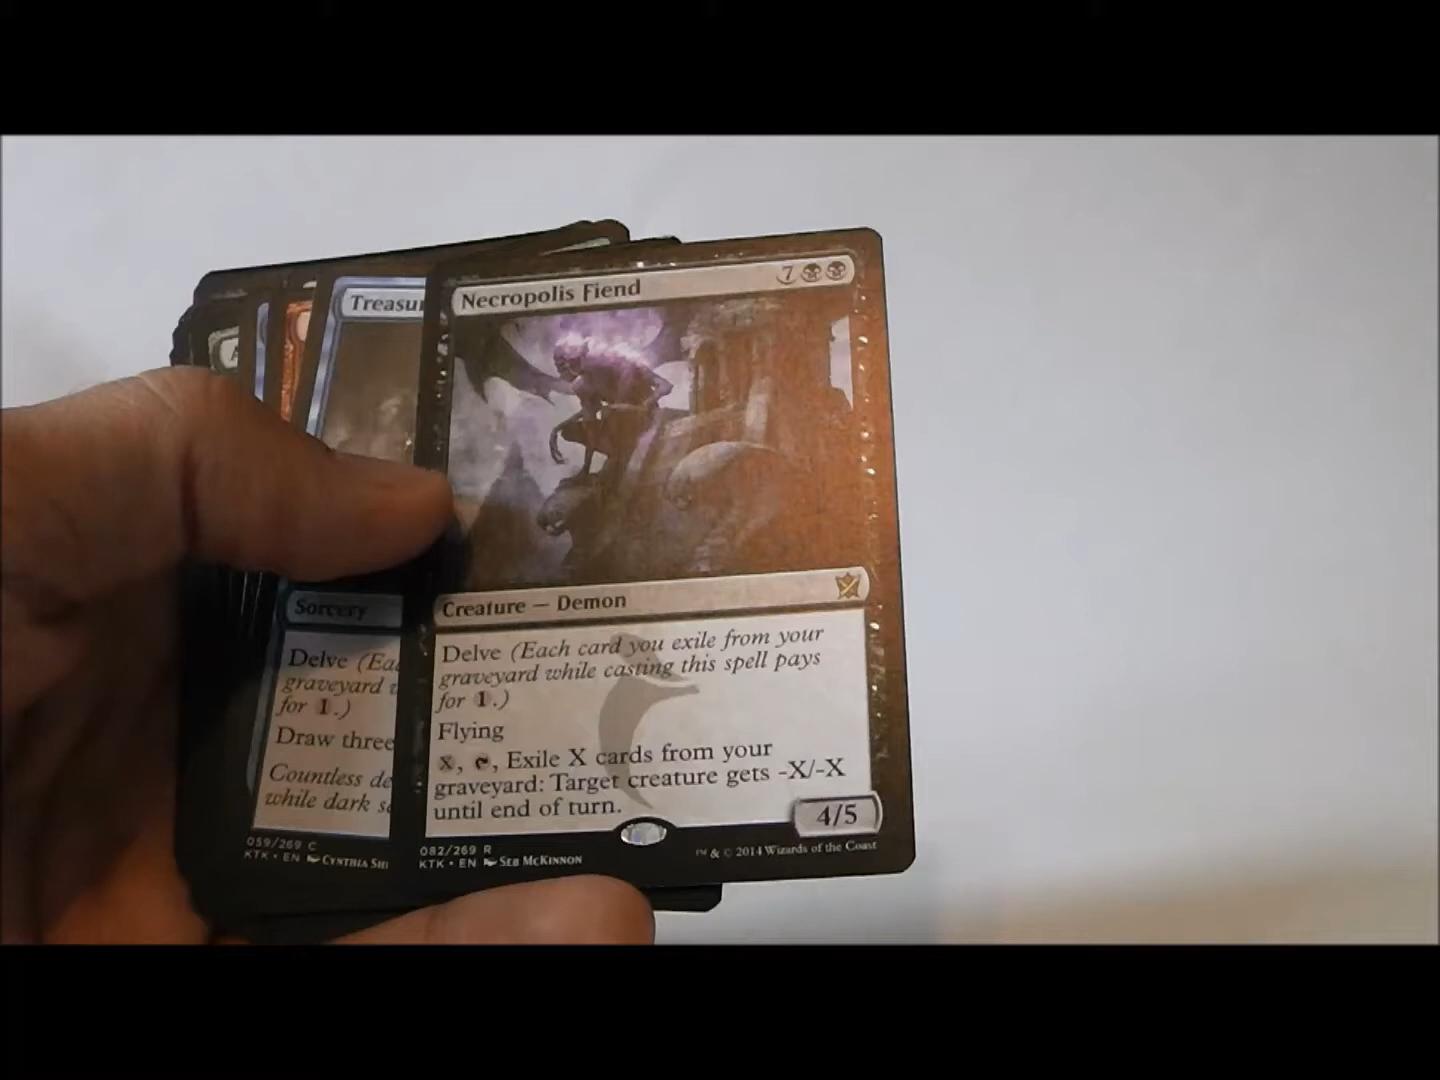 Treasu
Sorcery
Delve (Eac
graveyard
for 1.)
Draw three
Countless de
while dark s
059/269 C
KTK • EN CYNTHIA SH
Necropolis Fiend
7
Creature — Demon
Delve (Each card you exile from your
graveyard while casting this spell pays
for 1.)
Flying
X, , Exile X cards from your
graveyard: Target creature gets -X/-X
until end of turn.
4/5
082/269 R
KTK • EN SEB MCKINNON
™ & © 2014 Wizards of the Coast